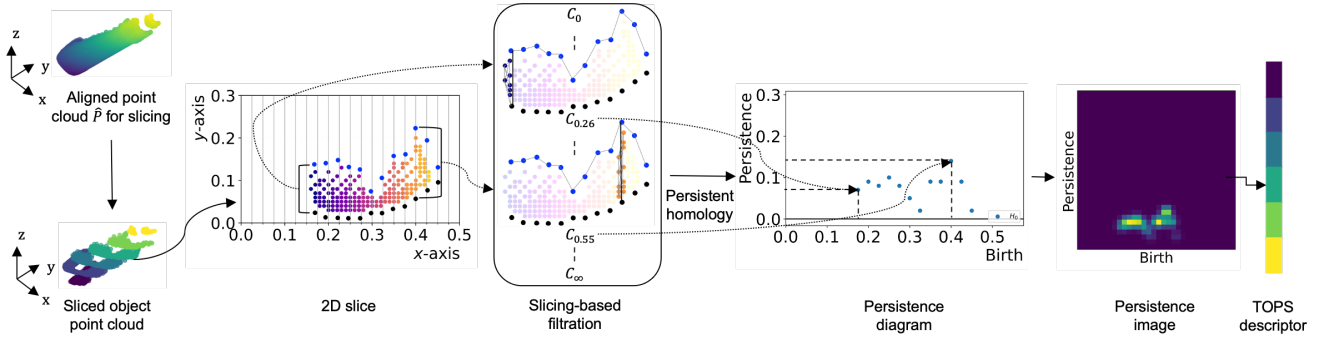 z
y
x
Aligned point
cloud P̂ for slicing
z
y
x
Sliced object
point cloud
y-axis
0.3
0.2
0.1
0.0
0.0 0.1 0.2 0.3 0.4 0.5
x-axis
2D slice
C₀
C₀.₂₆
C₀.₅₅
C∞
Slicing-based
filtration
Persistent
homology
Persistence
0.3
0.2
0.1
0.0
0.0 0.1 0.2 0.3 0.4 0.5
H₀
Birth
Persistence
diagram
Persistence
Birth
Persistence
image
TOPS
descriptor